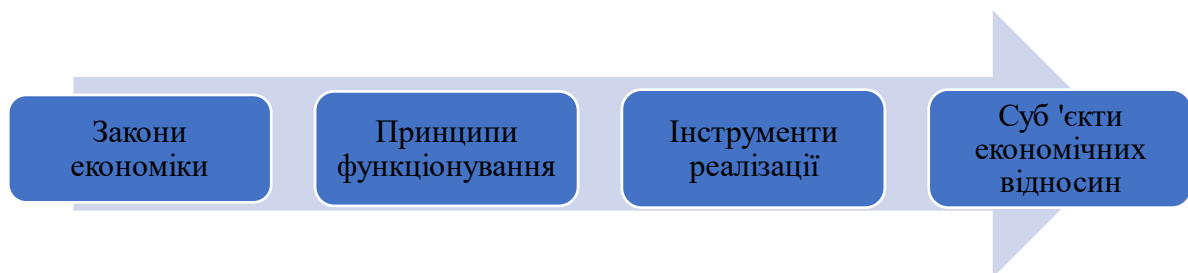 Закони
економіки
Принципи
функціонування
Інструменти
реалізації
Суб 'єкти
економічних
відносин